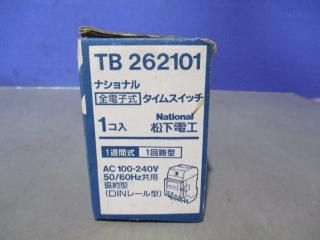 TB 262101
ナショナル
全電子式 タイムスイッチ
National
1コ入 松下電工
1週間式 1回路型
AC 100-240V
50/60Hz共用
協約型
(DINレール型)